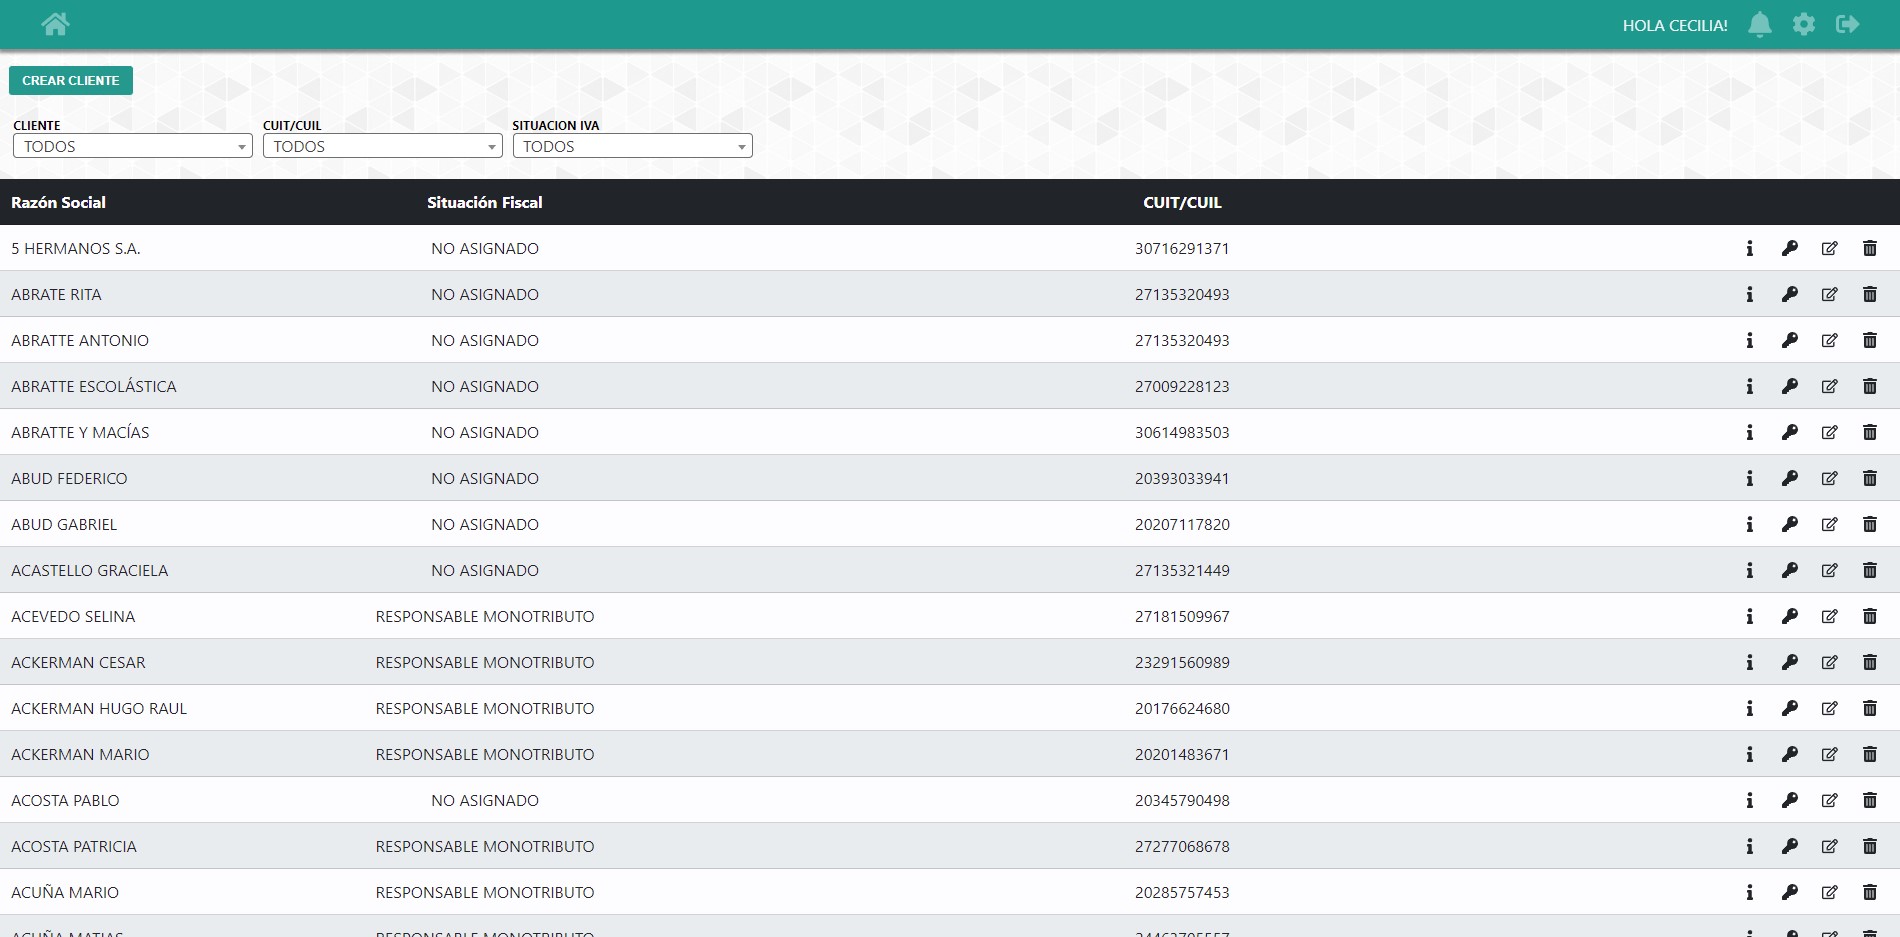 HOLA CECILIA!
CREAR CLIENTE
CLIENTE CUIT/CUIL SITUACION IVA
TODOS TODOS TODOS
Razón Social Situación Fiscal CUIT/CUIL
5 HERMANOS S.A. NO ASIGNADO 30716291371
ABRATE RITA NO ASIGNADO 27135320493
ABRATTE ANTONIO NO ASIGNADO 27135320493
ABRATTE ESCOLÁSTICA NO ASIGNADO 27009228123
ABRATTE Y MACÍAS NO ASIGNADO 30614983503
ABUD FEDERICO NO ASIGNADO 20393033941
ABUD GABRIEL NO ASIGNADO 20207117820
ACASTELLO GRACIELA NO ASIGNADO 27135321449
ACEVEDO SELINA RESPONSABLE MONOTRIBUTO 27181509967
ACKERMAN CESAR RESPONSABLE MONOTRIBUTO 23291560989
ACKERMAN HUGO RAUL RESPONSABLE MONOTRIBUTO 20176624680
ACKERMAN MARIO RESPONSABLE MONOTRIBUTO 20201483671
ACOSTA PABLO NO ASIGNADO 20345790498
ACOSTA PATRICIA RESPONSABLE MONOTRIBUTO 27277068678
ACUÑA MARIO RESPONSABLE MONOTRIBUTO 20285757453
ACUÑA MATIAS RESPONSABLE MONOTRIBUTO